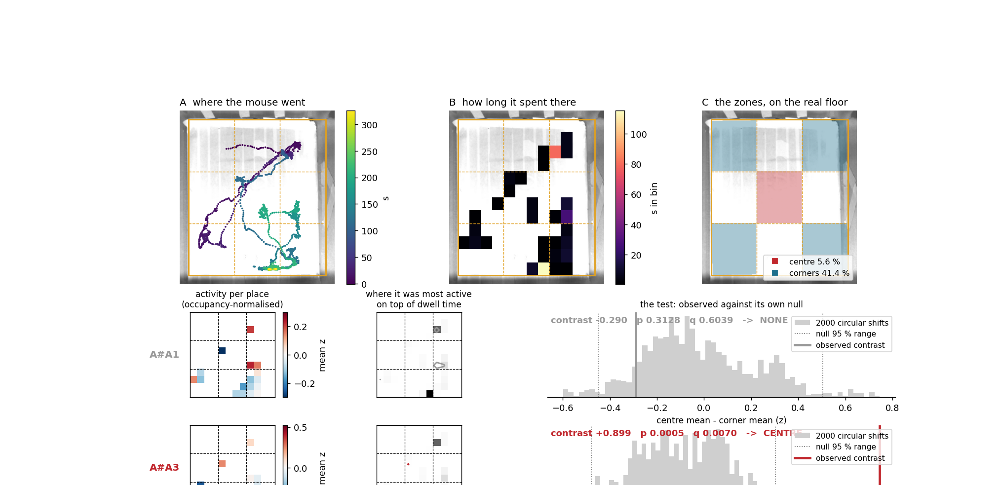 A  where the mouse went
B  how long it spent there
C  the zones, on the real floor
300
250
200
150
100
50
0
s
100
80
60
40
20
s in bin
centre 5.6 %
corners 41.4 %
activity per place
(occupancy-normalised)
where it was most active
on top of dwell time
the test: observed against its own null
A#A1
0.2
0.0
−0.2
mean z
contrast -0.290   p 0.3128   q 0.6039   ->  NONE
2000 circular shifts
null 95 % range
observed contrast
−0.6
−0.4
−0.2
0.0
0.2
0.4
0.6
0.8
centre mean - corner mean (z)
A#A3
0.5
0.0
mean z
contrast +0.899   p 0.0005   q 0.0070   ->  CENTRE
2000 circular shifts
null 95 % range
observed contrast